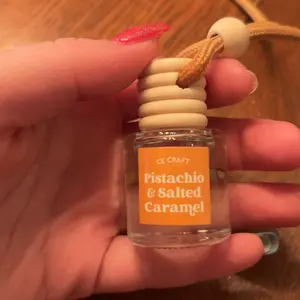 CE CRAFT
Pistachio
& Salted
Caramel